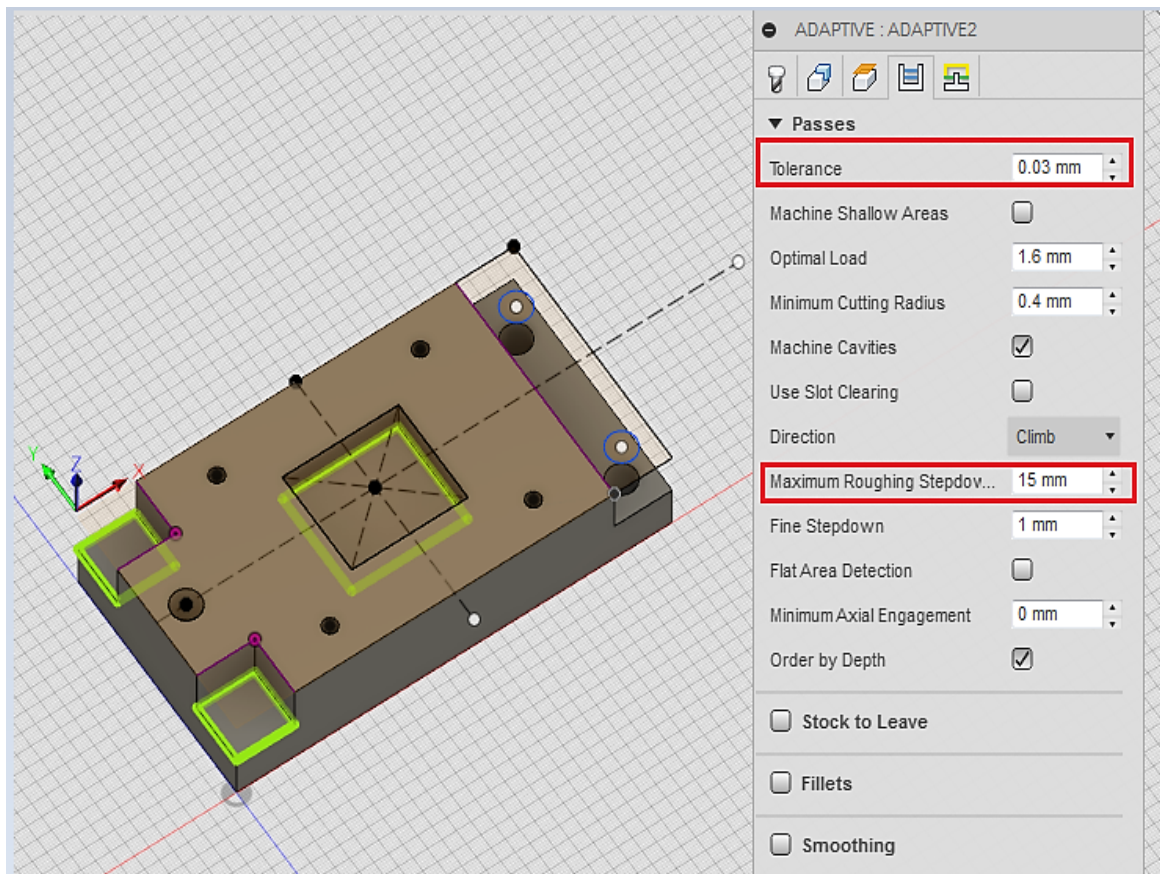 ADAPTIVE : ADAPTIVE2
Passes
Tolerance 0.03 mm
Machine Shallow Areas
Optimal Load 1.6 mm
Minimum Cutting Radius 0.4 mm
Machine Cavities
Use Slot Clearing
Direction Climb
Maximum Roughing Stepdov... 15 mm
Fine Stepdown 1 mm
Flat Area Detection
Minimum Axial Engagement 0 mm
Order by Depth
Stock to Leave
Fillets
Smoothing
Y
Z
X